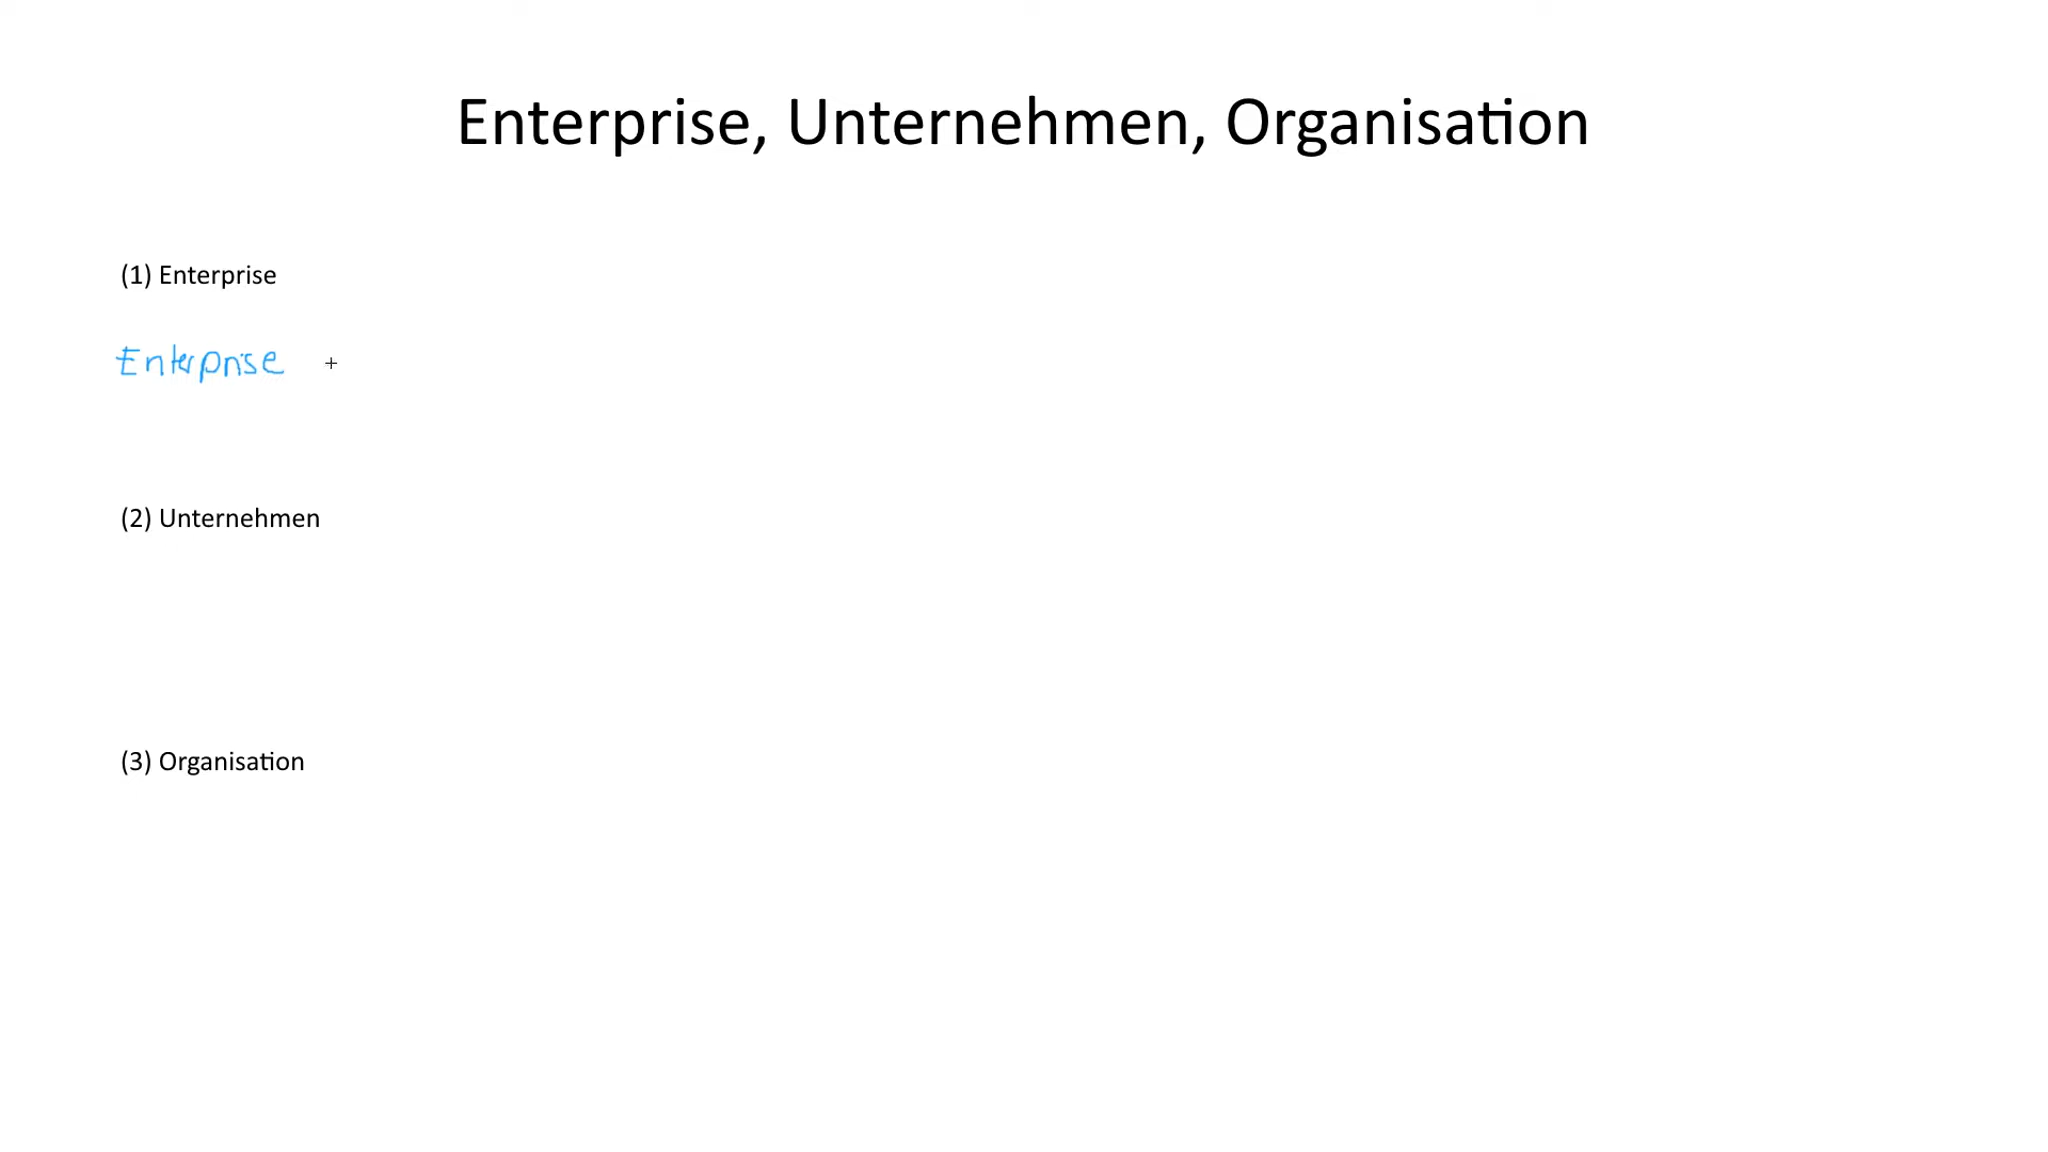 Enterprise, Unternehmen, Organisation
(1) Enterprise
Enterprise
(2) Unternehmen
(3) Organisation